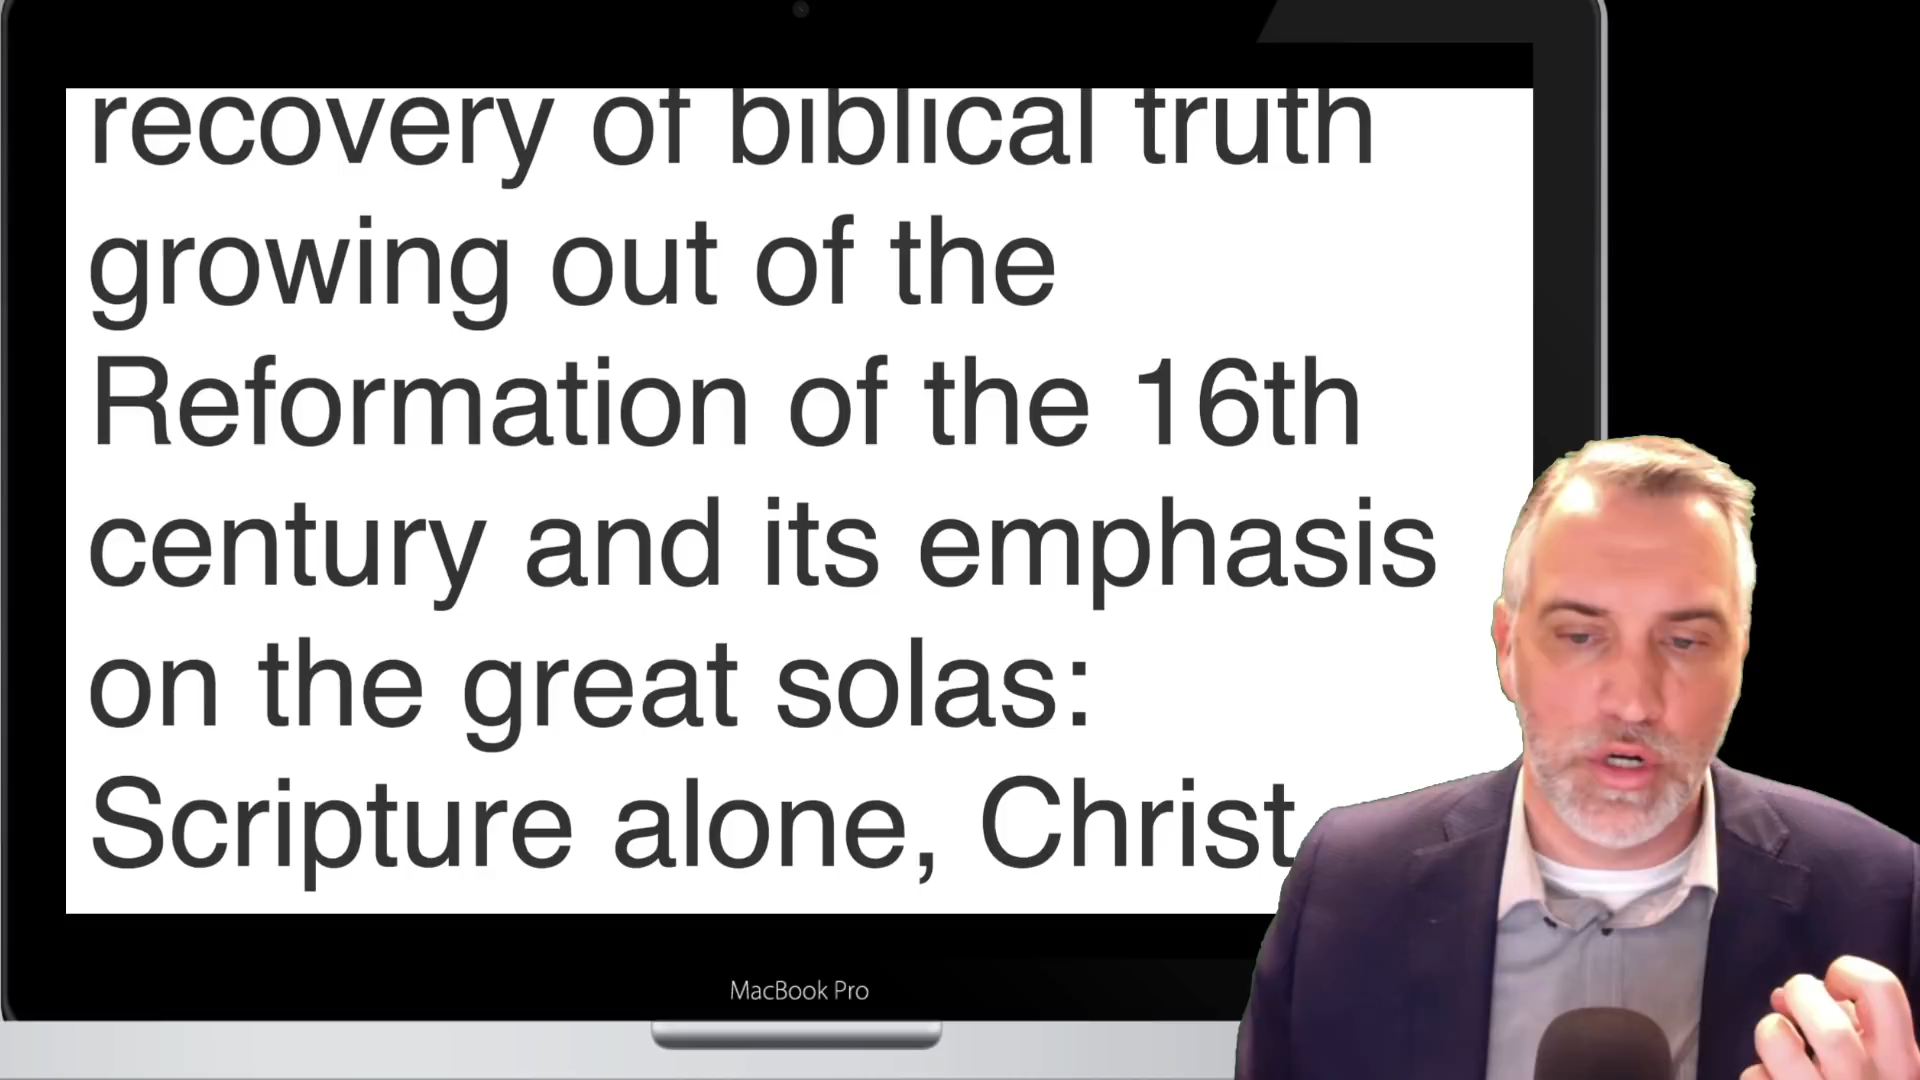 recovery of biblical truth
growing out of the
Reformation of the 16th
century and its emphasis
on the great solas:
Scripture alone, Christ
MacBook Pro